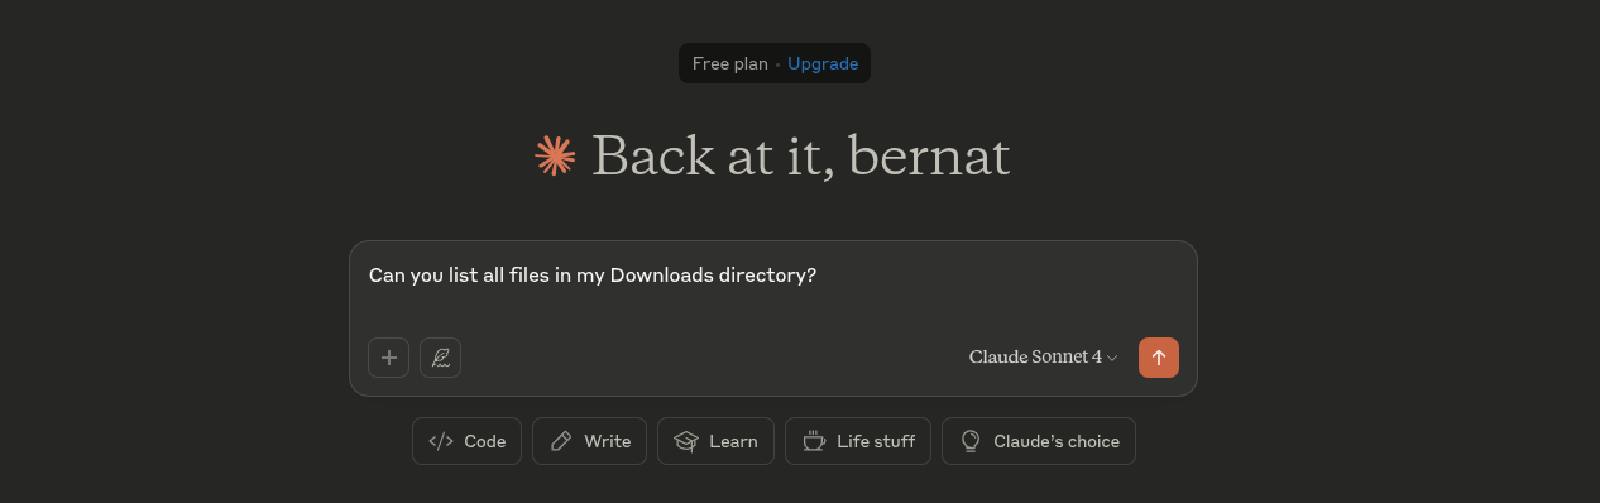 Free plan • Upgrade
Back at it, bernat
Can you list all files in my Downloads directory?
Claude Sonnet 4
Code
Write
Learn
Life stuff
Claude’s choice